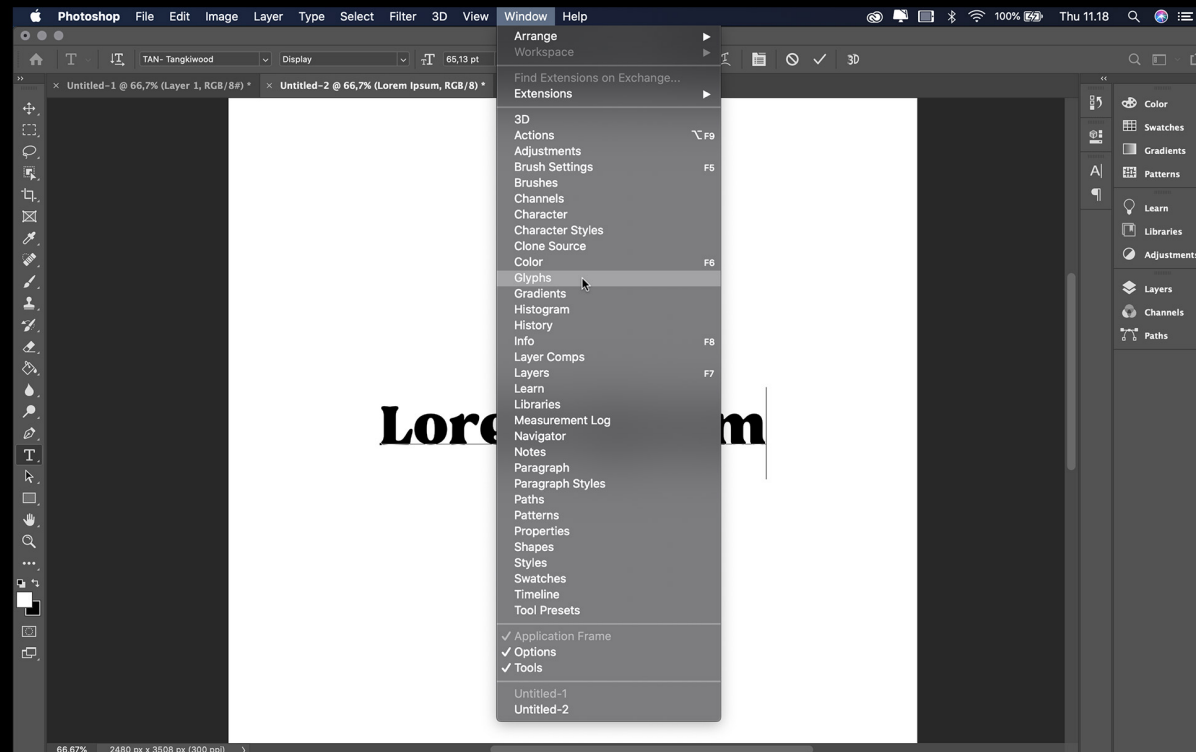 Photoshop File Edit Image Layer Type Select Filter 3D View Window Help 100% Thu 11.18
T TAN- Tangkiwood Display 65,13 pt 3D
× Untitled-1 @ 66,7% (Layer 1, RGB/8#) * × Untitled-2 @ 66,7% (Lorem Ipsum, RGB/8) *
Arrange
Workspace
Find Extensions on Exchange...
Extensions
3D
Actions ⌥F9
Adjustments
Brush Settings F5
Brushes
Channels
Character
Character Styles
Clone Source
Color F6
Glyphs
Gradients
Histogram
History
Info F8
Layer Comps
Layers F7
Learn
Libraries
Measurement Log
Navigator
Notes
Paragraph
Paragraph Styles
Paths
Patterns
Properties
Shapes
Styles
Swatches
Timeline
Tool Presets
✓ Application Frame
✓ Options
✓ Tools
Untitled-1
Untitled-2
Lor m
Color
Swatches
Gradients
Patterns
Learn
Libraries
Adjustments
Layers
Channels
Paths
66,67% 2480 px x 3508 px (300 ppi)